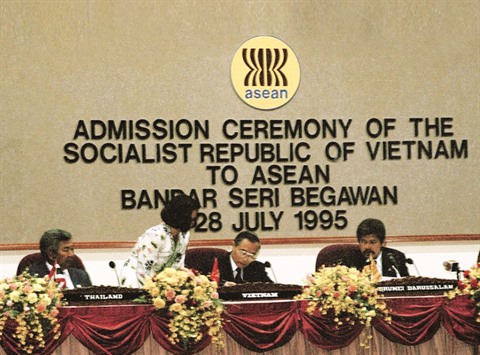 asean
ADMISSION CEREMONY OF THE
SOCIALIST REPUBLIC OF VIETNAM
TO ASEAN
BANDAR SERI BEGAWAN
28 JULY 1995
THAILAND
VIETNAM
BRUNEI DARUSSALAM